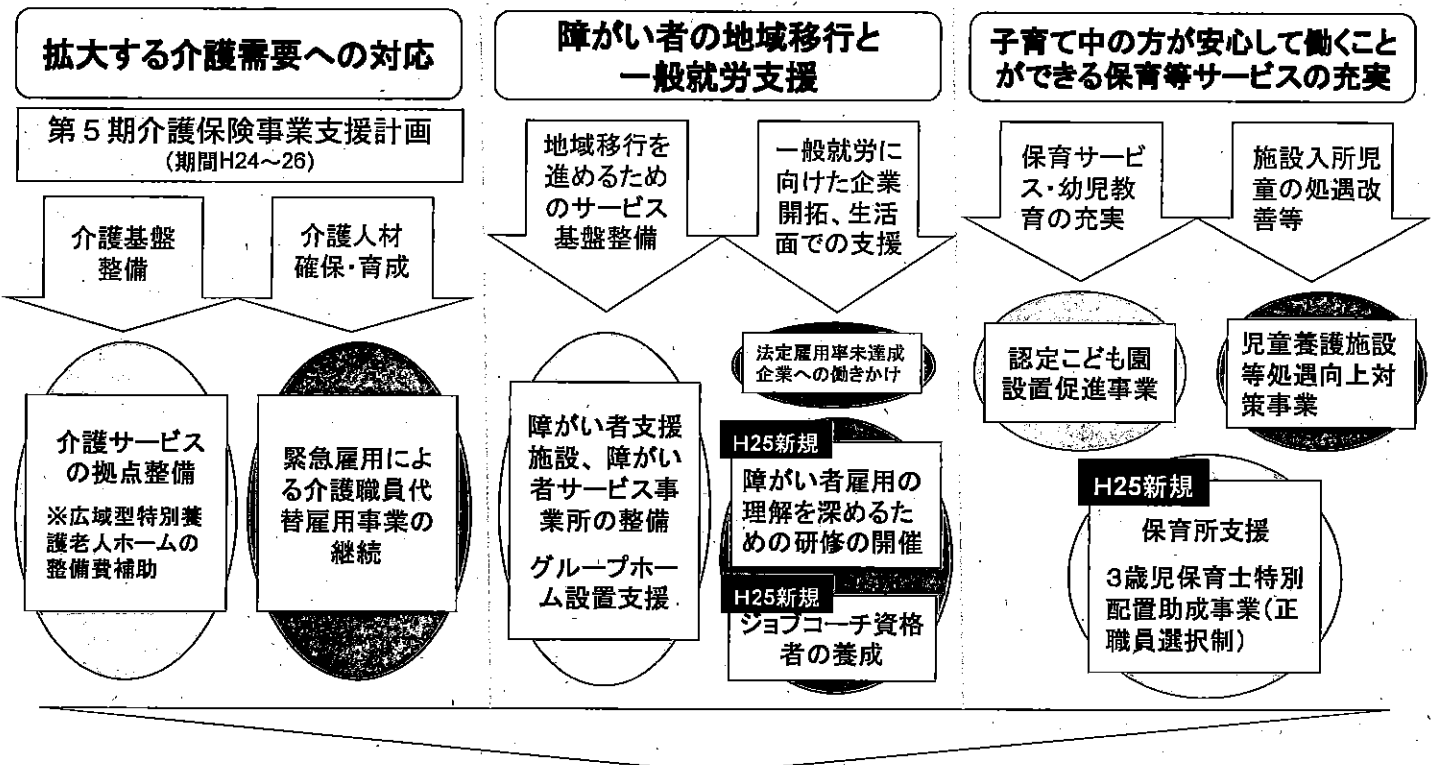 拡大する介護需要への対応
第5期介護保険事業支援計画
(期間H24～26)
介護基盤
整備
介護人材
確保・育成
介護サービス
の拠点整備
※広域型特別養
護老人ホームの
整備費補助
緊急雇用によ
る介護職員代
替雇用事業の
継続
障がい者の地域移行と
一般就労支援
地域移行を
進めるため
のサービス
基盤整備
一般就労に
向けた企業
開拓、生活
面での支援
障がい者支援
施設、障がい
者サービス事
業所の整備
グループホー
ム設置支援
法定雇用率未達成
企業への働きかけ
H25新規
障がい者雇用の
理解を深めるた
めの研修の開催
H25新規
ジョブコーチ資格
者の養成
子育て中の方が安心して働くこと
ができる保育等サービスの充実
保育サービ
ス・幼児教
育の充実
施設入所児
童の処遇改
善等
認定こども園
設置促進事業
児童養護施設
等処遇向上対
策事業
H25新規
保育所支援
3歳児保育士特別
配置助成事業(正
職員選択制)